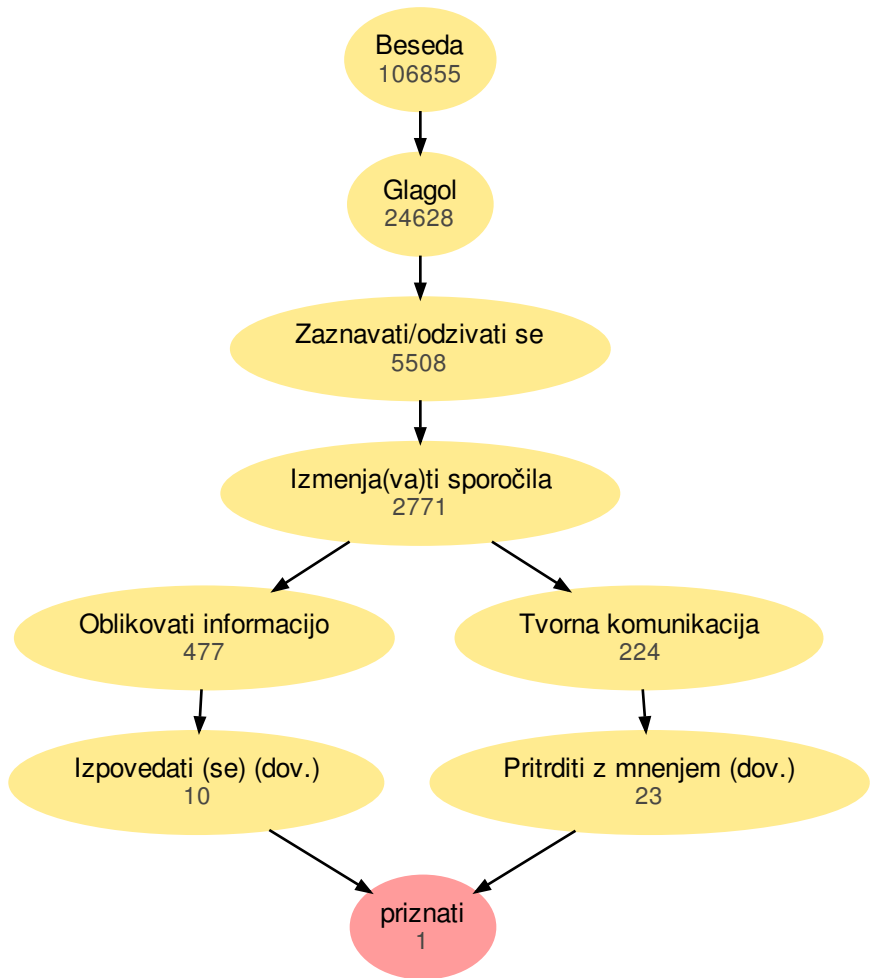 Beseda
106855
Glagol
24628
Zaznavati/odzivati se
5508
Izmenja(va)ti sporočila
2771
Oblikovati informacijo
477
Tvorna komunikacija
224
Izpovedati (se) (dov.)
10
Pritrditi z mnenjem (dov.)
23
priznati
1